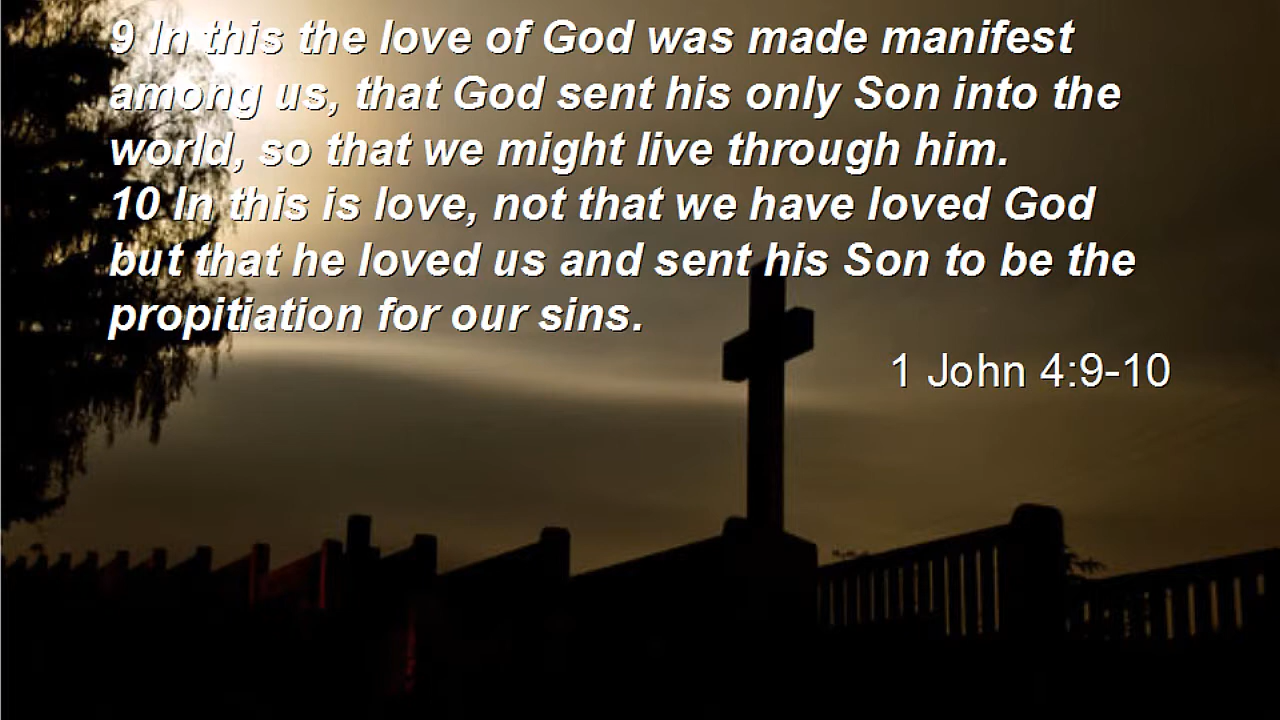 9 In this the love of God was made manifest
among us, that God sent his only Son into the
world, so that we might live through him.
10 In this is love, not that we have loved God
but that he loved us and sent his Son to be the
propitiation for our sins.
1 John 4:9-10